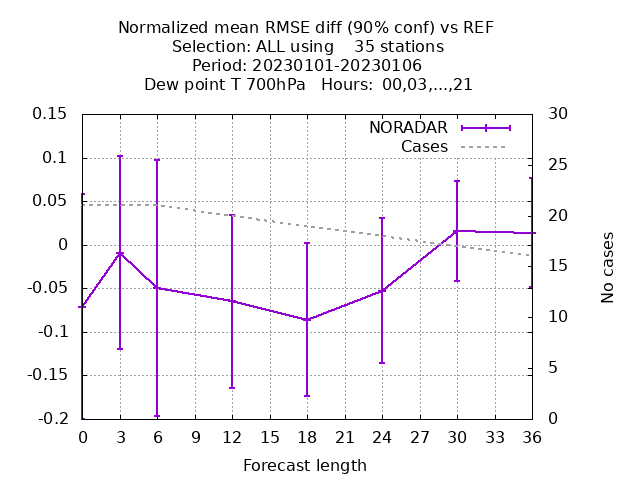 Normalized mean RMSE diff (90% conf) vs REF
Selection: ALL using    35 stations
Period: 20230101-20230106
Dew point T 700hPa   Hours:  00,03,...,21
0.15
0.1
0.05
0
-0.05
-0.1
-0.15
-0.2
30
25
20
15
10
5
0
NORADAR
Cases
No cases
0 3 6 9 12 15 18 21 24 27 30 33 36
Forecast length